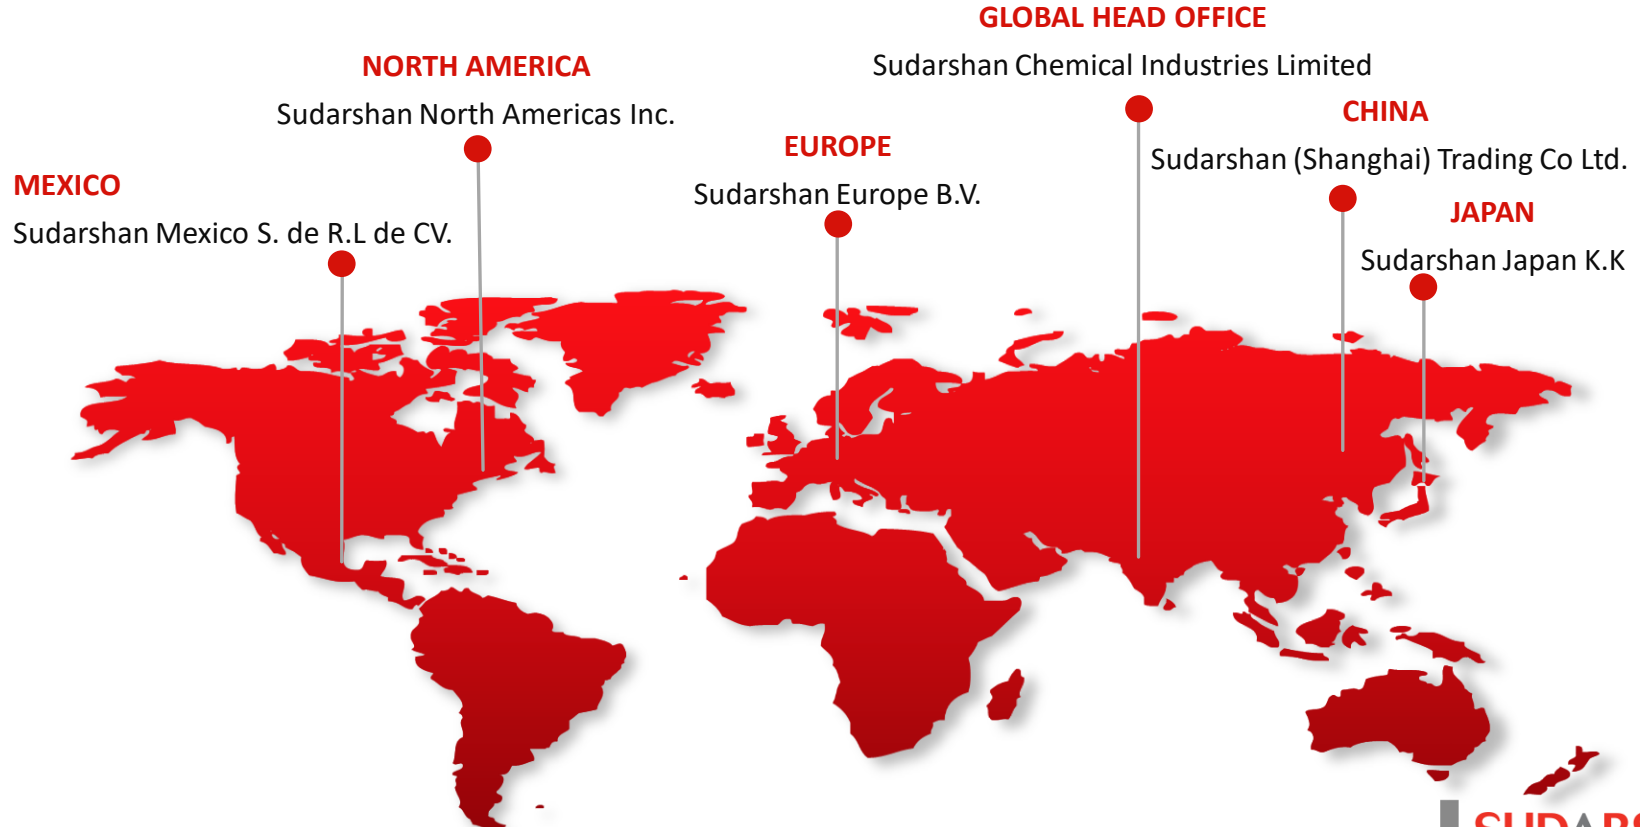 GLOBAL HEAD OFFICE
Sudarshan Chemical Industries Limited
NORTH AMERICA
Sudarshan North Americas Inc.
CHINA
Sudarshan (Shanghai) Trading Co Ltd.
EUROPE
Sudarshan Europe B.V.
MEXICO
Sudarshan Mexico S. de R.L de CV.
JAPAN
Sudarshan Japan K.K